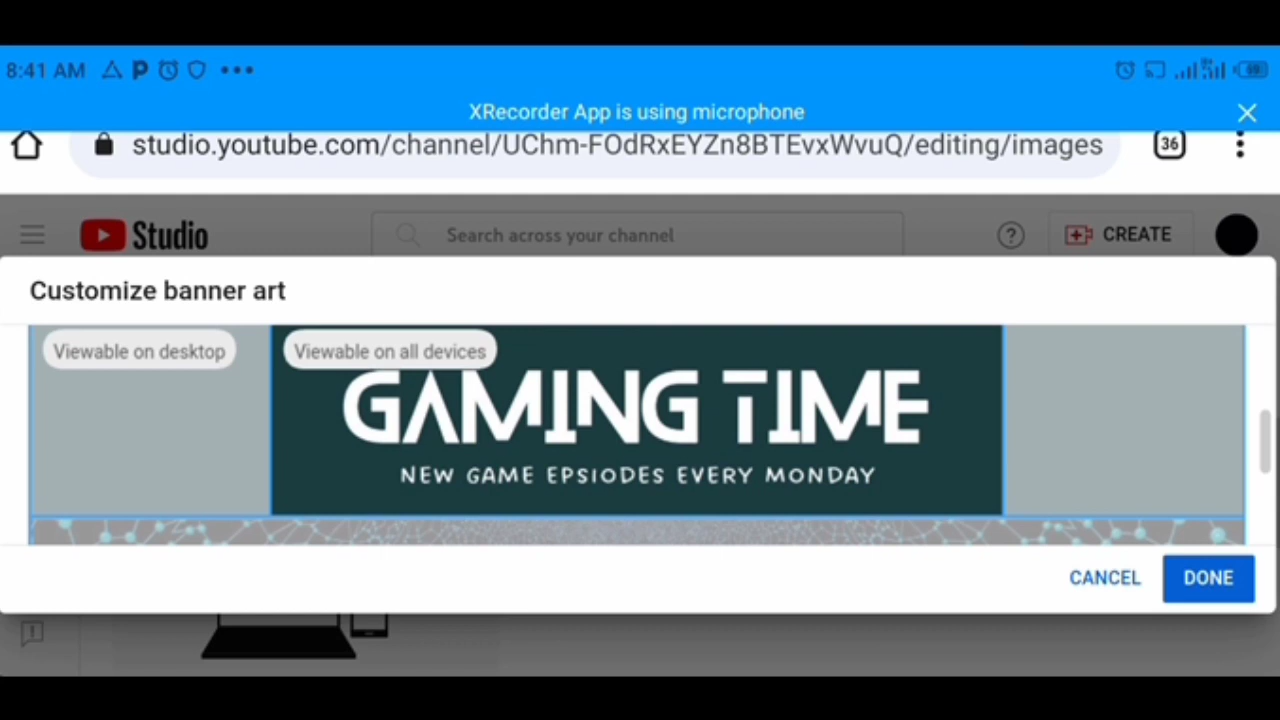 8:41 AM
XRecorder App is using microphone
studio.youtube.com/channel/UChm-FOdRxEYZn8BTEvxWvuQ/editing/images
36
Studio
Search across your channel
CREATE
Customize banner art
Viewable on desktop
Viewable on all devices
GAMING TIME
NEW GAME EPSIODES EVERY MONDAY
CANCEL
DONE